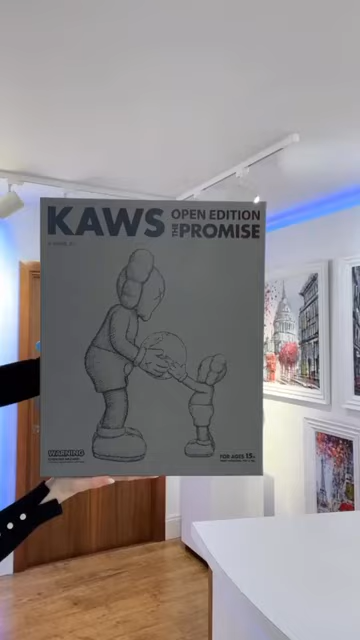 KAWS
OPEN EDITION
THE PROMISE
WARNING
FOR AGES 15+